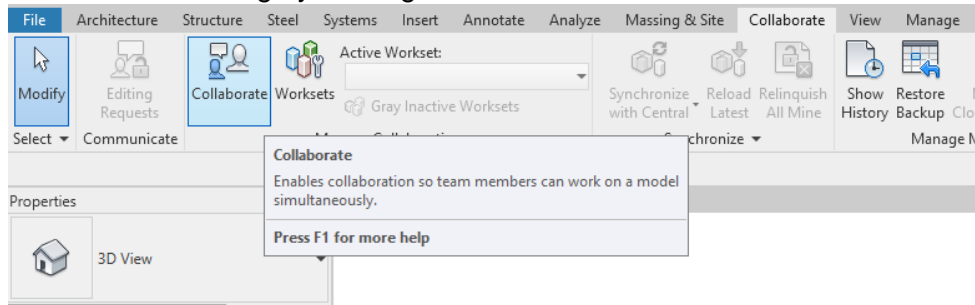 File Architecture Structure Steel Systems Insert Annotate Analyze Massing & Site Collaborate View Manage
Active Workset:
Modify Editing Requests Collaborate Worksets Gray Inactive Worksets Synchronize with Central Reload Latest Relinquish All Mine Show History Restore Backup
Select Communicate Manage
Collaborate
Enables collaboration so team members can work on a model
simultaneously.
Press F1 for more help
Properties
3D View